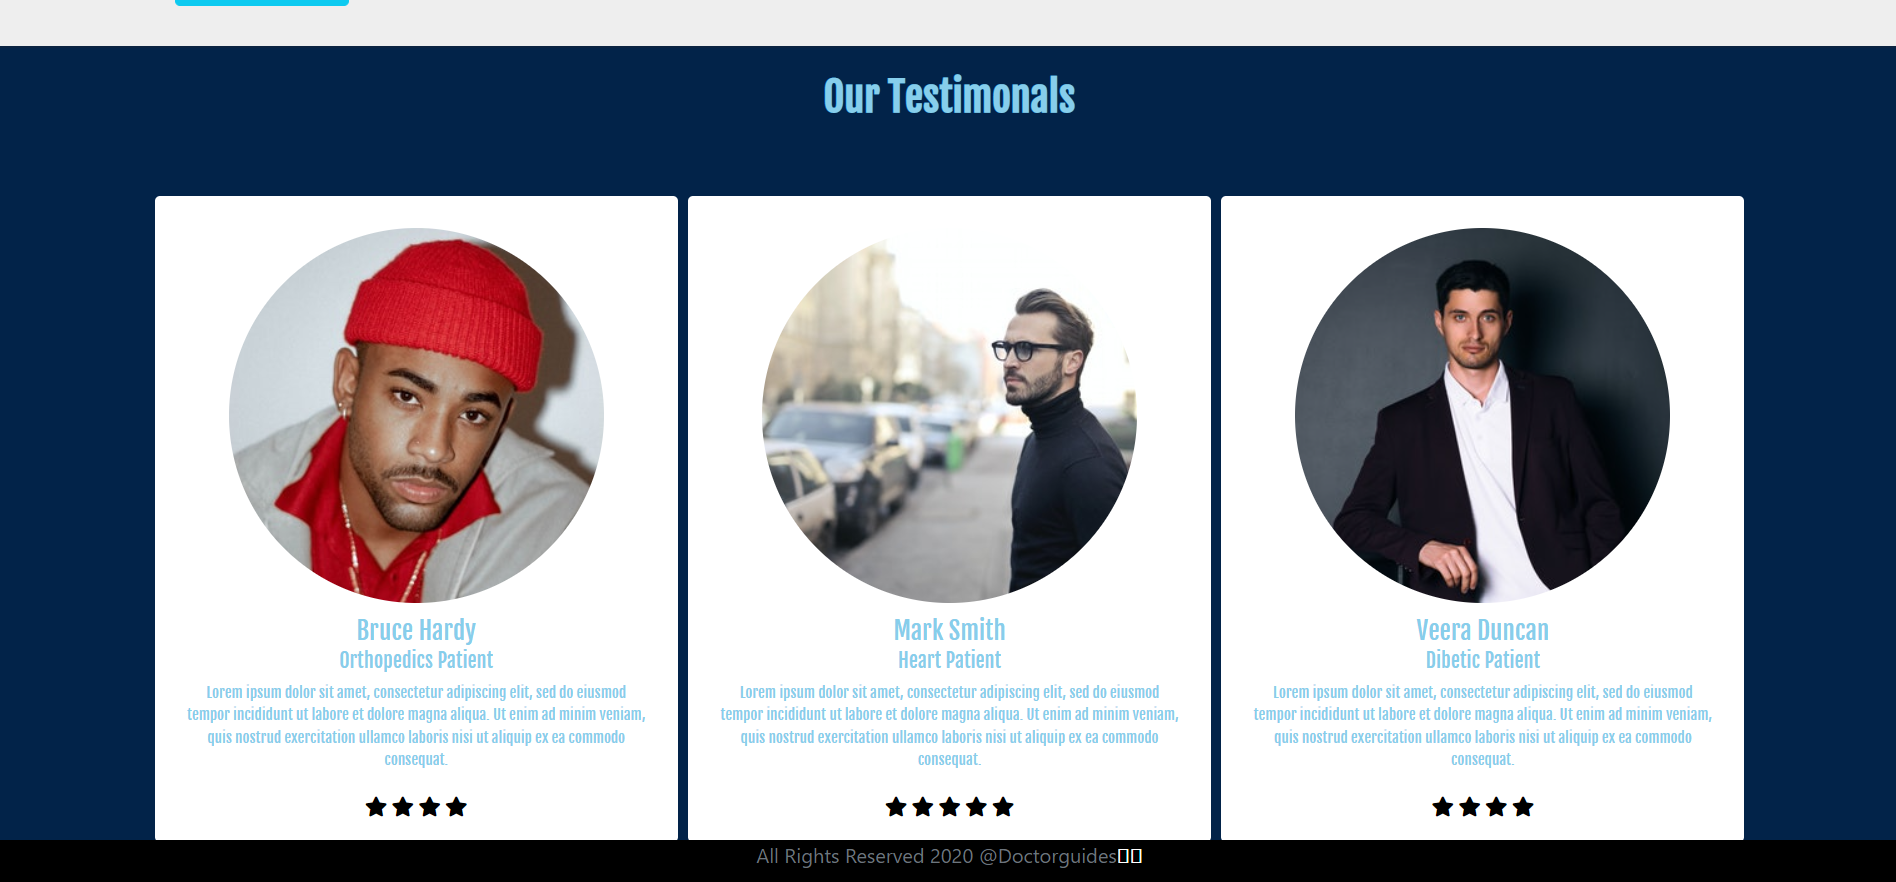 Our Testimonals
Bruce Hardy
Orthopedics Patient
Lorem ipsum dolor sit amet, consectetur adipiscing elit, sed do eiusmod
tempor incididunt ut labore et dolore magna aliqua. Ut enim ad minim veniam,
quis nostrud exercitation ullamco laboris nisi ut aliquip ex ea commodo
consequat.
Mark Smith
Heart Patient
Lorem ipsum dolor sit amet, consectetur adipiscing elit, sed do eiusmod
tempor incididunt ut labore et dolore magna aliqua. Ut enim ad minim veniam,
quis nostrud exercitation ullamco laboris nisi ut aliquip ex ea commodo
consequat.
Veera Duncan
Dibetic Patient
Lorem ipsum dolor sit amet, consectetur adipiscing elit, sed do eiusmod
tempor incididunt ut labore et dolore magna aliqua. Ut enim ad minim veniam,
quis nostrud exercitation ullamco laboris nisi ut aliquip ex ea commodo
consequat.
All Rights Reserved 2020 @Doctorguides